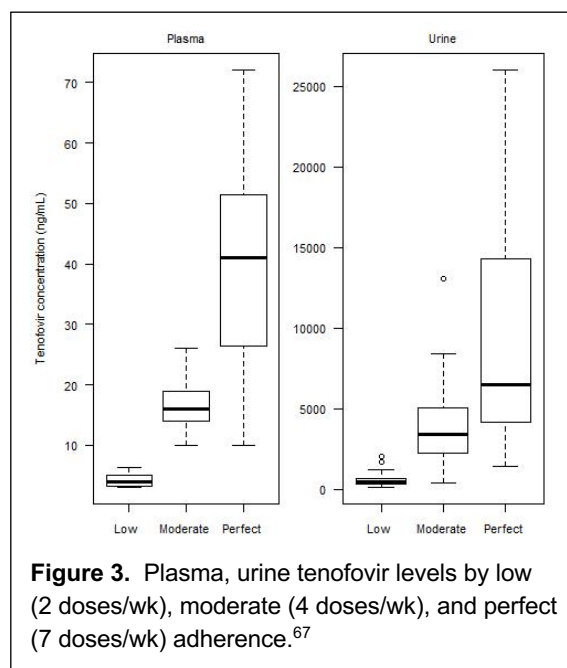 Plasma
Urine
Tenofovir concentration (ng/mL)
70
60
50
40
30
20
10
25000
20000
15000
10000
5000
0
Low Moderate Perfect
Low Moderate Perfect
Figure 3. Plasma, urine tenofovir levels by low
(2 doses/wk), moderate (4 doses/wk), and perfect
(7 doses/wk) adherence.67